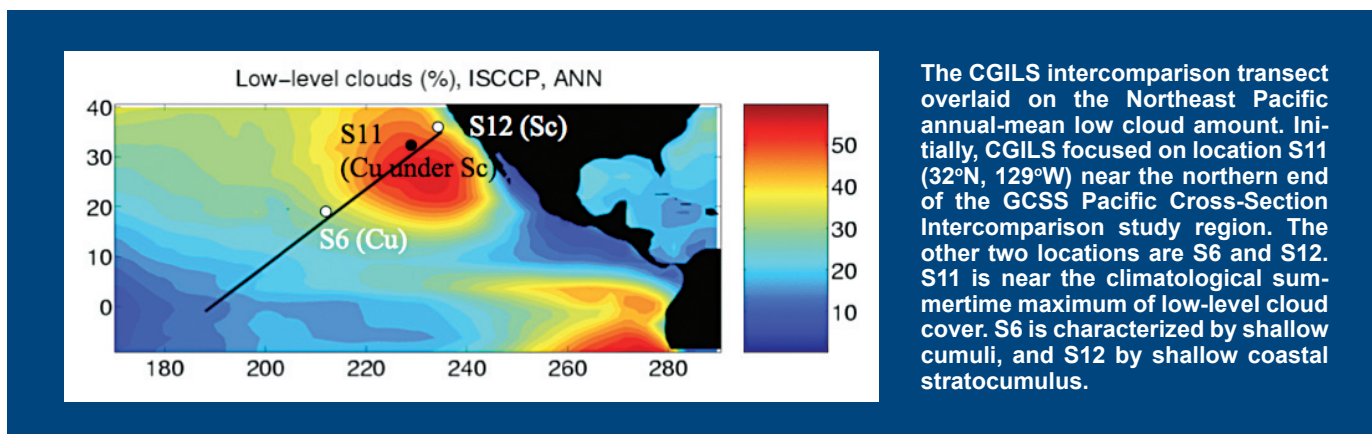 Low-level clouds (%), ISCCP, ANN
40
30
20
10
0
180
200
220
240
260
280
S11
(Cu under Sc)
S12 (Sc)
S6 (Cu)
50
40
30
20
10
The CGILS intercomparison transect
overlaid on the Northeast Pacific
annual-mean low cloud amount. Ini-
tially, CGILS focused on location S11
(32oN, 129oW) near the northern end
of the GCSS Pacific Cross-Section
Intercomparison study region. The
other two locations are S6 and S12.
S11 is near the climatological sum-
mertime maximum of low-level cloud
cover. S6 is characterized by shallow
cumuli, and S12 by shallow coastal
stratocumulus.